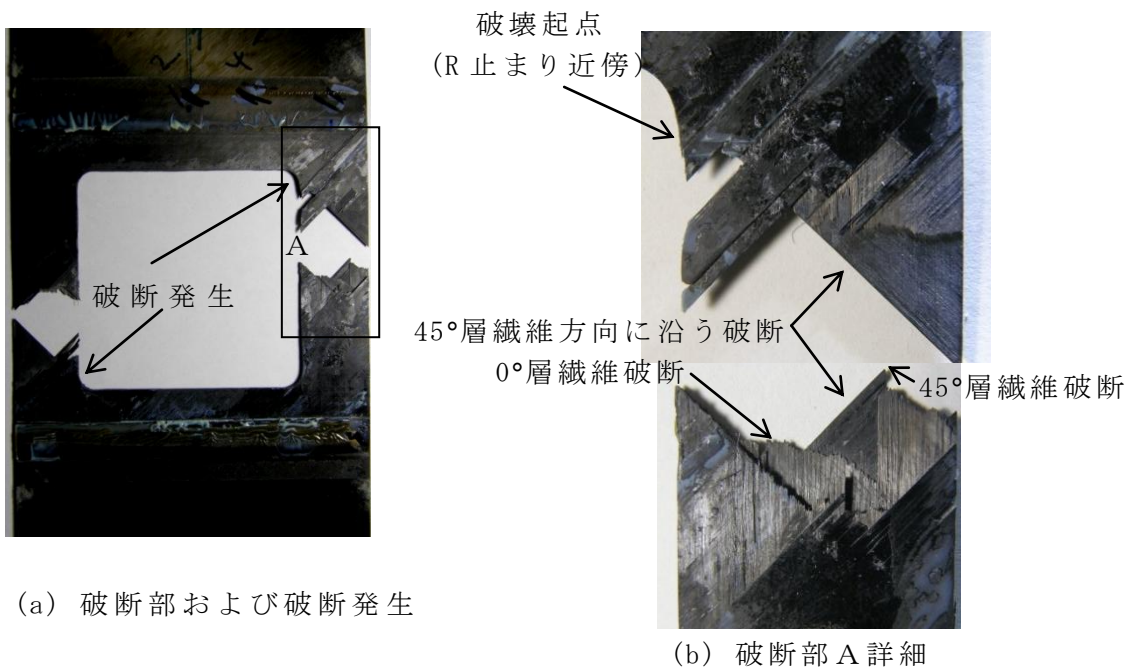 破壊起点
(R 止まり近傍)
A
破断発生
45°層繊維方向に沿う破断
0°層繊維破断
45°層繊維破断
(a) 破断部および破断発生
(b) 破断部A詳細